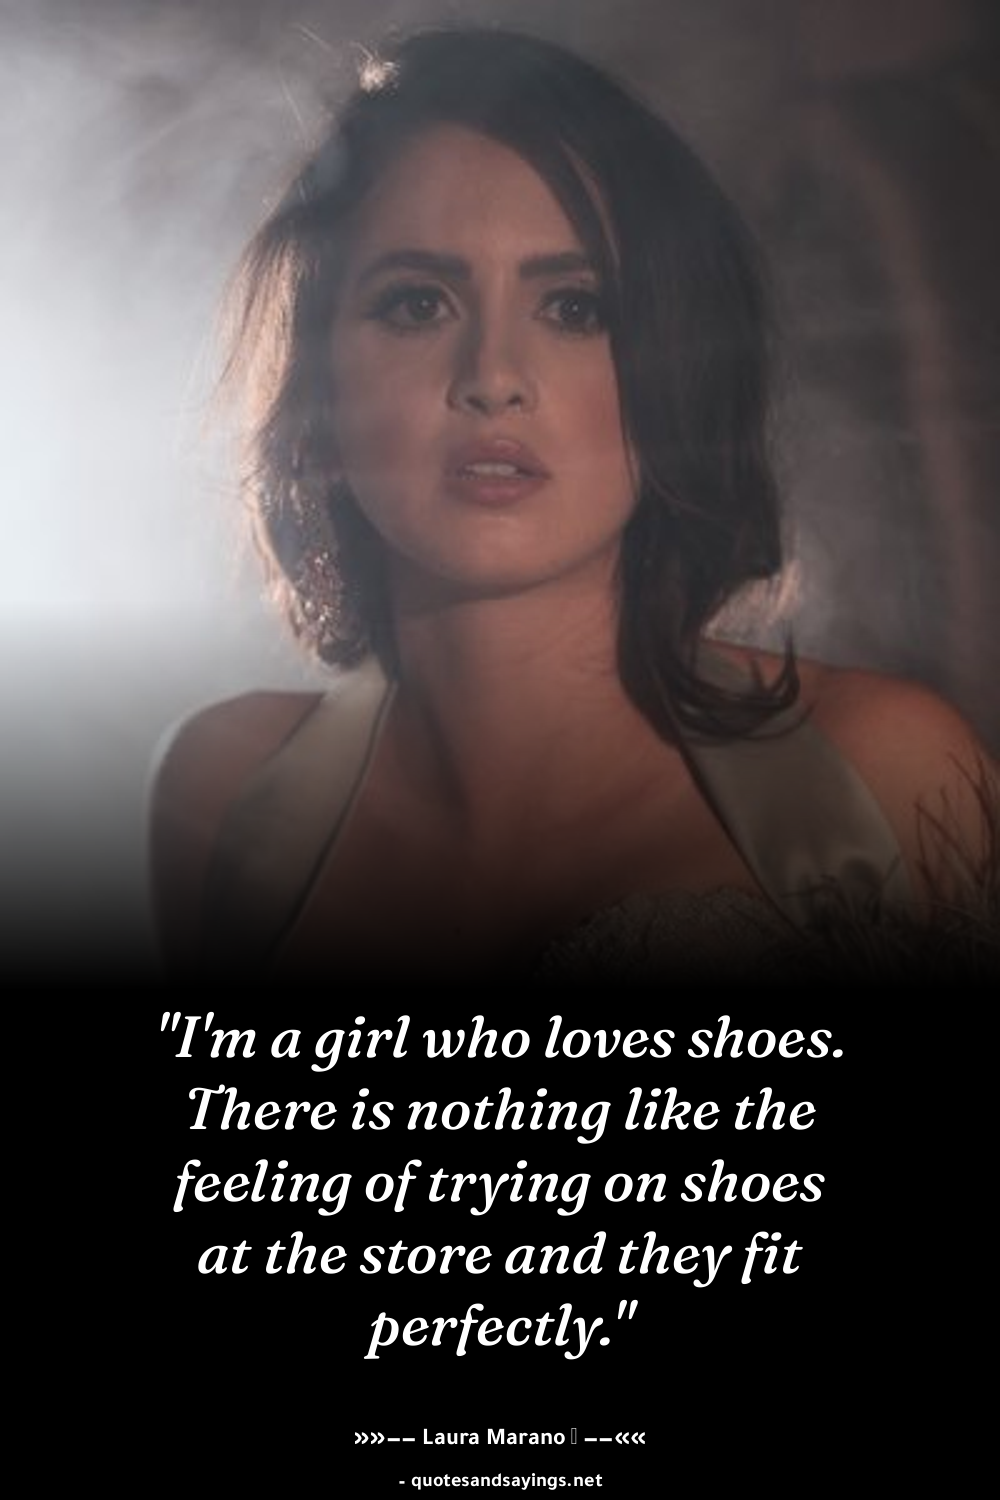 "I'm a girl who loves shoes.
There is nothing like the
feeling of trying on shoes
at the store and they fit
perfectly."
»»−− Laura Marano ▯ −−««
- quotesandsayings.net